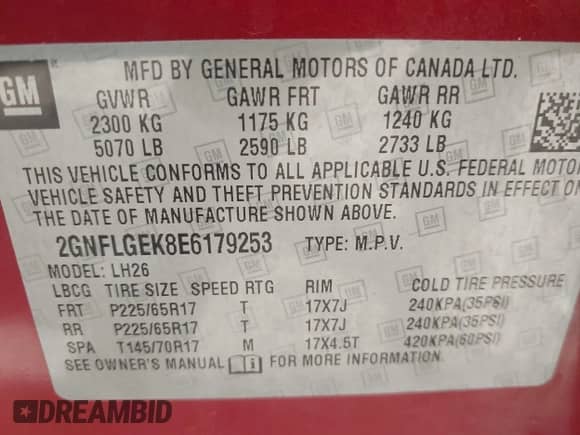 GM
MFD BY GENERAL MOTORS OF CANADA LTD.
GVWR GAWR FRT GAWR RR
2300 KG 1175 KG 1240 KG
5070 LB 2590 LB 2733 LB
THIS VEHICLE CONFORMS TO ALL APPLICABLE U.S. FEDERAL MOTOR
VEHICLE SAFETY AND THEFT PREVENTION STANDARDS IN EFFECT ON
THE DATE OF MANUFACTURE SHOWN ABOVE.
2GNFLGEK8E6179253 TYPE: M.P.V.
MODEL: LH26
LBCG TIRE SIZE SPEED RTG RIM COLD TIRE PRESSURE
FRT P225/65R17 T 17X7J 240KPA(35PSI)
RR P225/65R17 T 17X7J 240KPA(35PSI)
SPA T145/70R17 M 17X4.5T 420KPA(60PSI)
SEE OWNER'S MANUAL FOR MORE INFORMATION.
DREAMBID